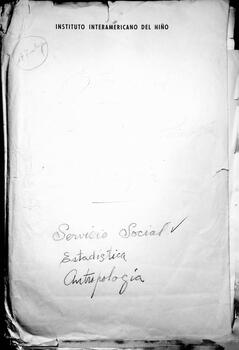 INSTITUTO INTERAMERICANO DEL NIÑO
Servicio Social ✓
Estadística
Antropología